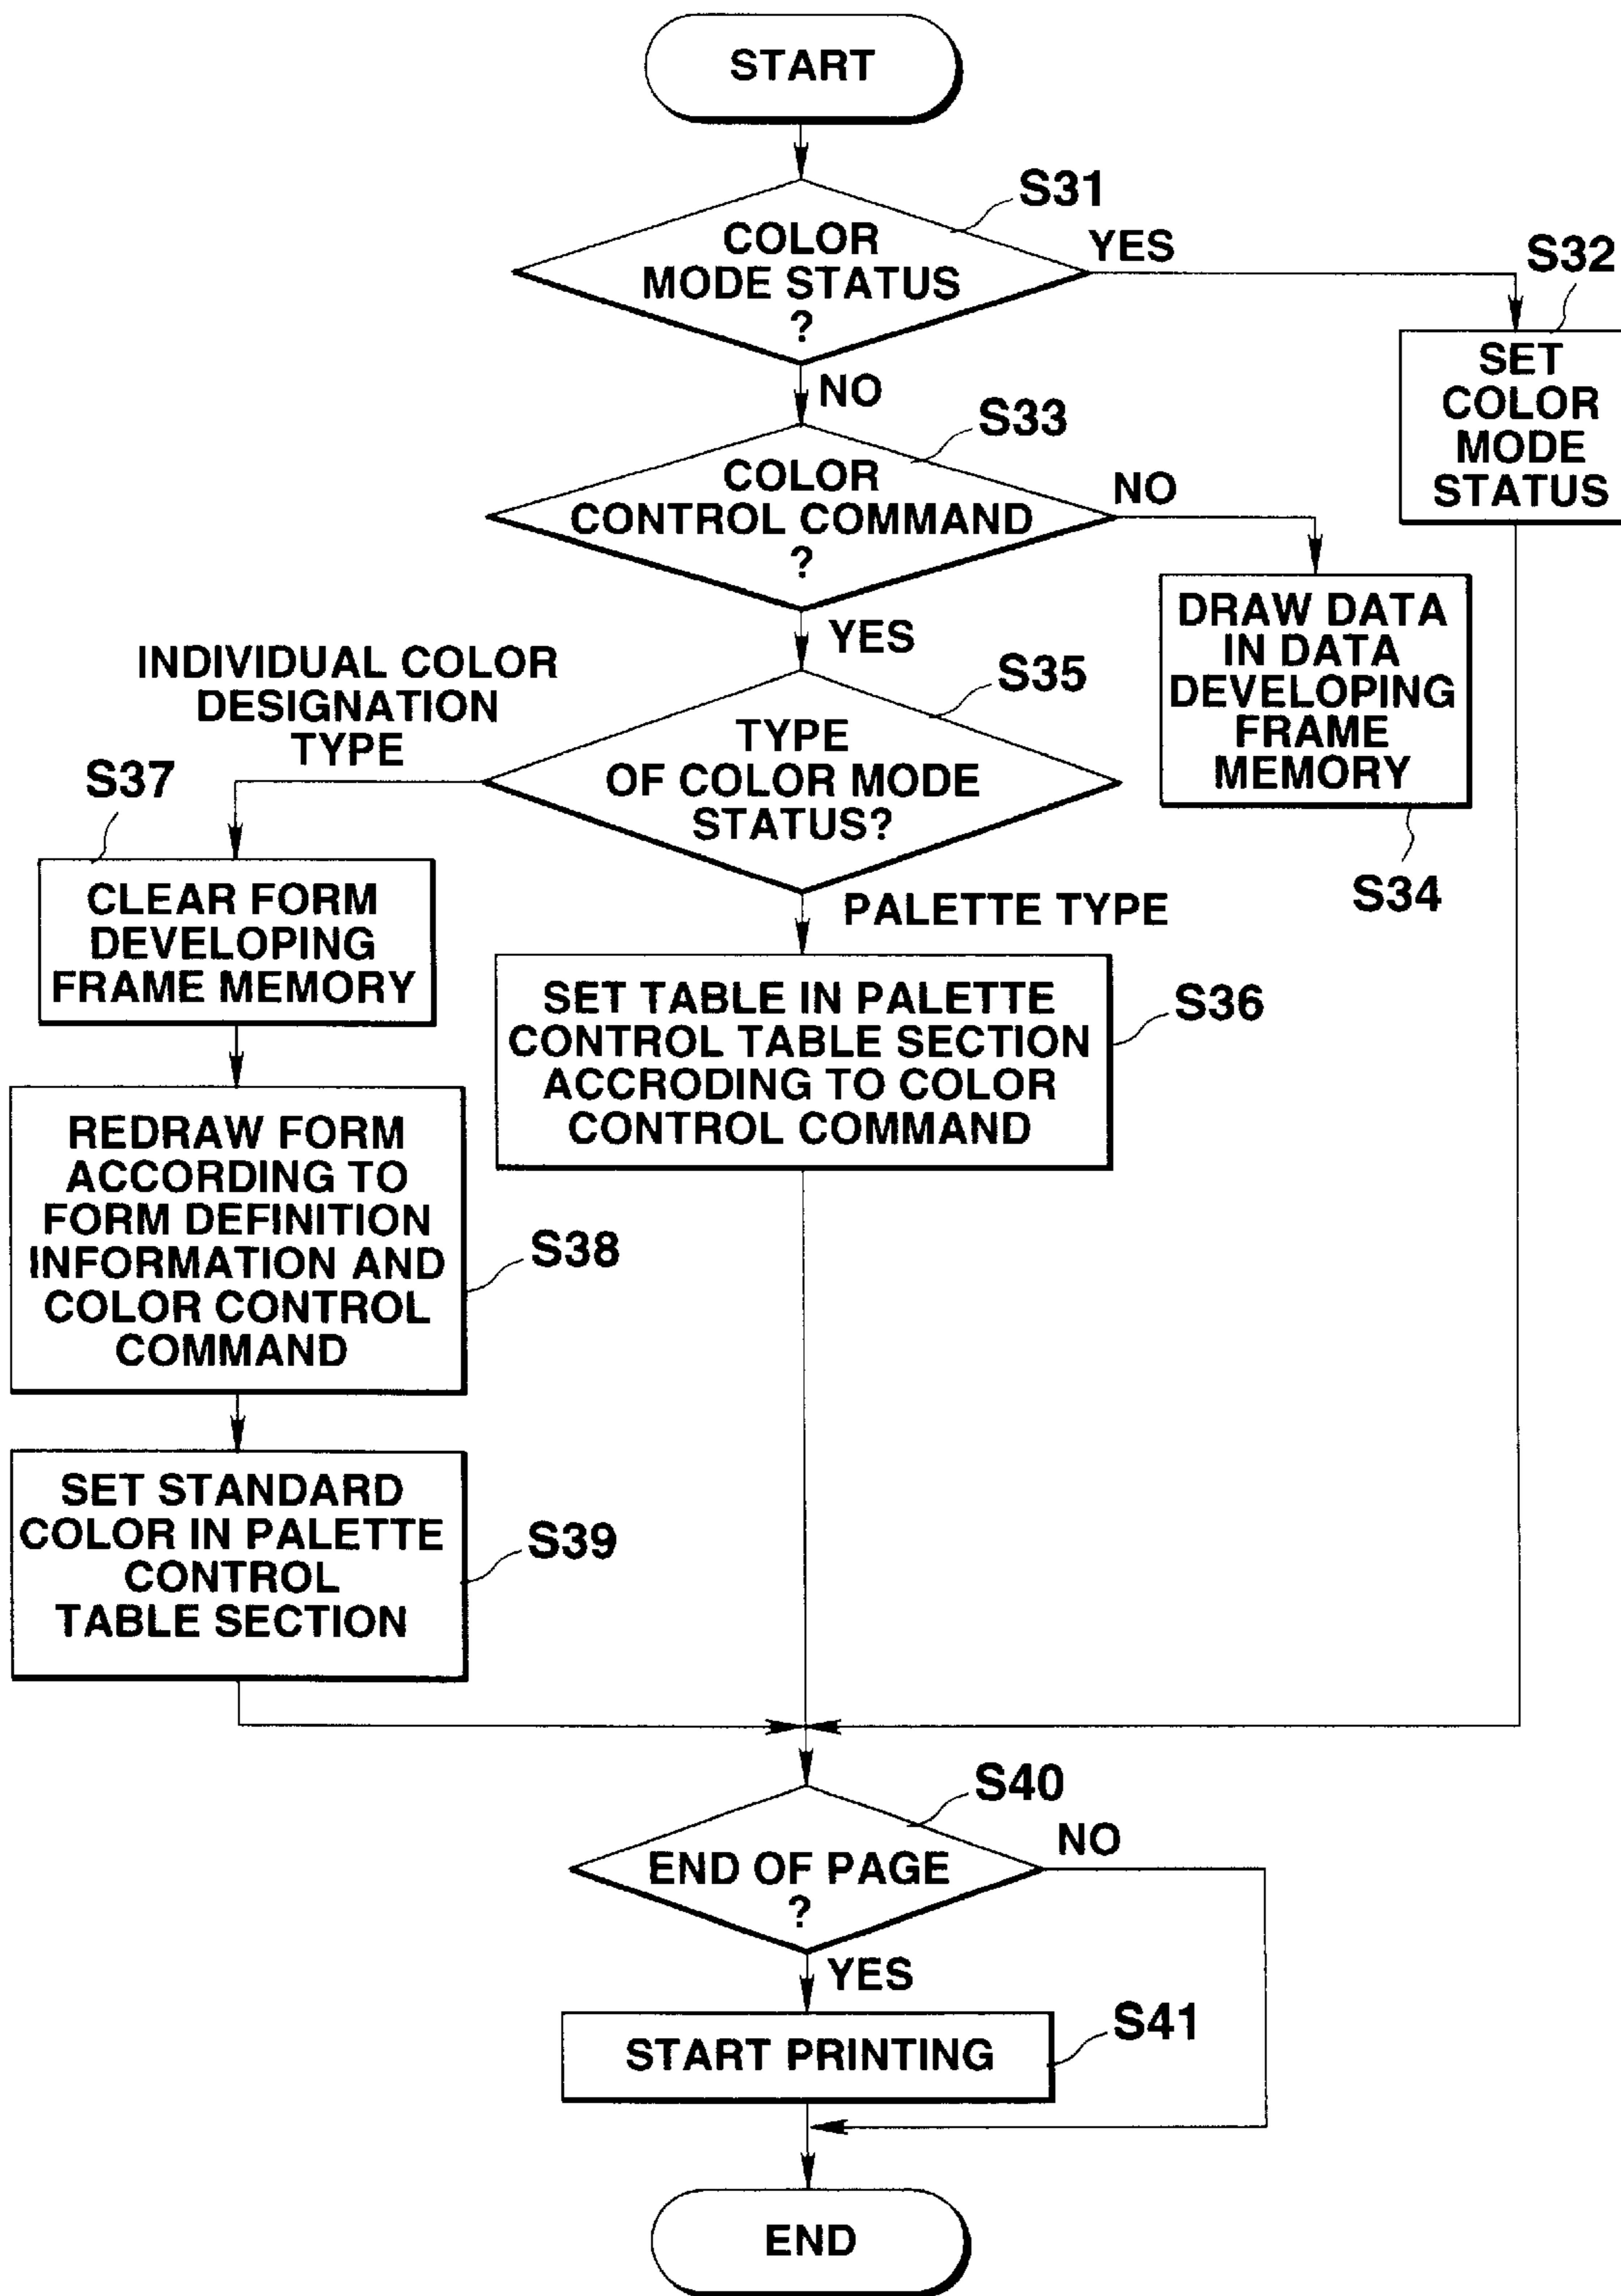 START
S31
COLOR
MODE STATUS
?
YES
S32
SET
COLOR
MODE
STATUS
NO
S33
COLOR
CONTROL COMMAND
?
NO
DRAW DATA
IN DATA
DEVELOPING
FRAME
MEMORY
S34
YES
S35
TYPE
OF COLOR MODE
STATUS?
INDIVIDUAL COLOR
DESIGNATION
TYPE
S37
CLEAR FORM
DEVELOPING
FRAME MEMORY
PALETTE TYPE
SET TABLE IN PALETTE
CONTROL TABLE SECTION
ACCRODING TO COLOR
CONTROL COMMAND
S36
REDRAW FORM
ACCORDING TO
FORM DEFINITION
INFORMATION AND
COLOR CONTROL
COMMAND
S38
SET STANDARD
COLOR IN PALETTE
CONTROL
TABLE SECTION
S39
S40
END OF PAGE
?
NO
YES
START PRINTING
S41
END